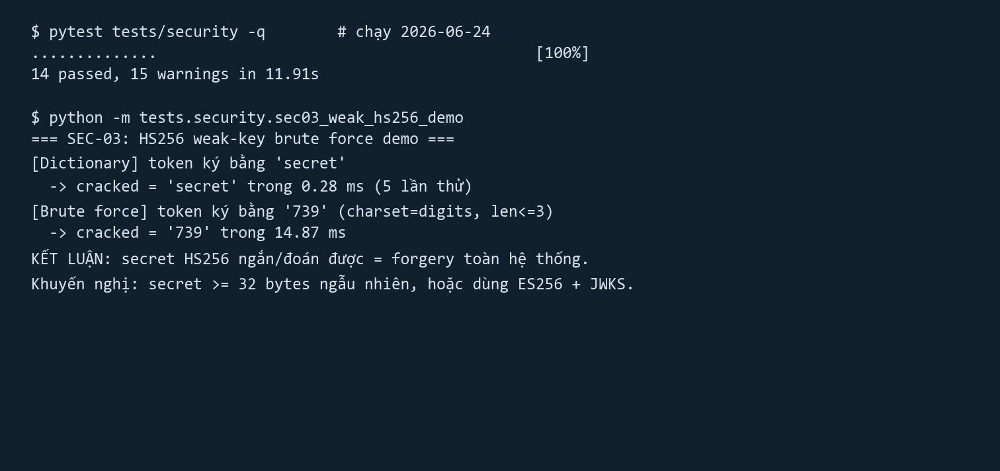 $ pytest tests/security -q        # chạy 2026-06-24
..............                                          [100%]
14 passed, 15 warnings in 11.91s
$ python -m tests.security.sec03_weak_hs256_demo
=== SEC-03: HS256 weak-key brute force demo ===
[Dictionary] token ký bằng 'secret'
  -> cracked = 'secret' trong 0.28 ms (5 lần thử)
[Brute force] token ký bằng '739' (charset=digits, len<=3)
  -> cracked = '739' trong 14.87 ms
KẾT LUẬN: secret HS256 ngắn/đoán được = forgery toàn hệ thống.
Khuyến nghị: secret >= 32 bytes ngẫu nhiên, hoặc dùng ES256 + JWKS.